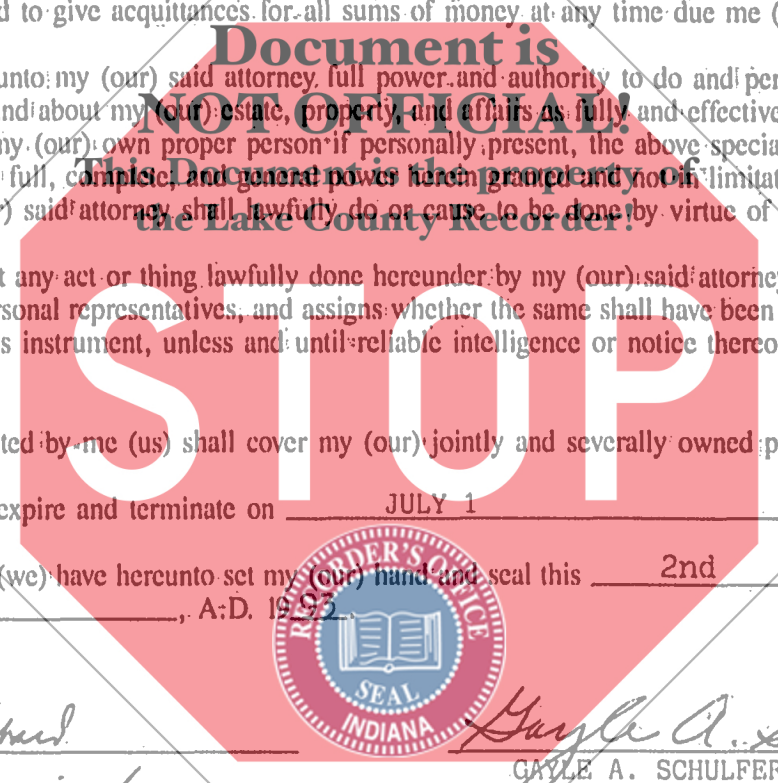 d to give acquittances for all sums of money at any time due me (
Document is
unto my (our) said attorney full power and authority to do and per
and about my (our) estate, property, and affairs as fully and effective
NOT OFFICIAL!
my (our) own proper person if personally present, the above specia
This Document is the property of
full, complete, and general power herein granted and not in limitat
) said attorney shall lawfully do or cause to be done by virtue of
the Lake County Recorder!
t any act or thing lawfully done hereunder by my (our) said attorney
rsonal representatives, and assigns whether the same shall have been
s instrument, unless and until reliable intelligence or notice thereo
STOP
ted by me (us) shall cover my (our) jointly and severally owned p
expire and terminate on JULY 1
(we) have hereunto set my (our) hand and seal this 2nd
, A.D. 1993.
RECORDER'S OFFICE
SEAL
INDIANA
Gayle A. S
GAYLE A. SCHULFER